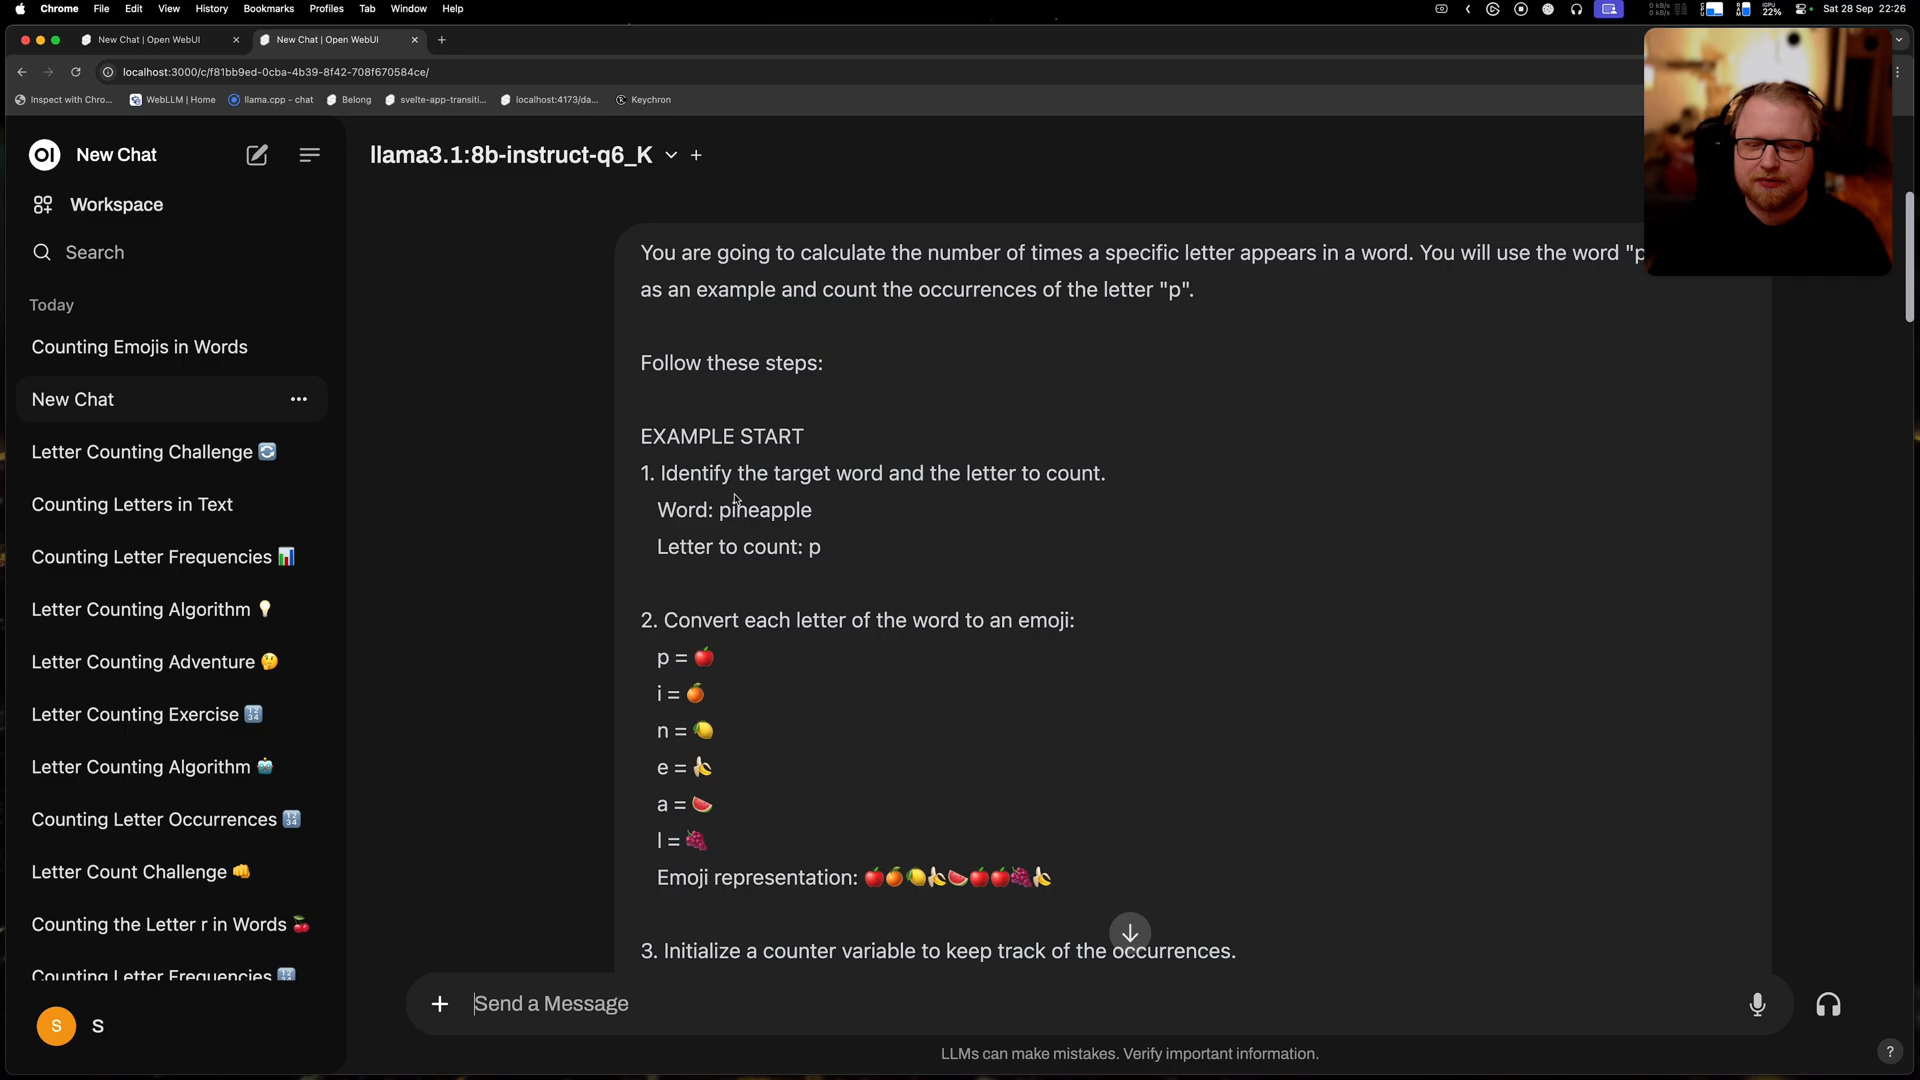 Chrome File Edit View History Bookmarks Profiles Tab Window Help
22% Sat 28 Sep 22:26
New Chat | Open WebUI
New Chat | Open WebUI
localhost:3000/c/f81bb9ed-0cba-4b39-8f42-708f670584ce/
Inspect with Chro... WebLLM | Home llama.cpp - chat Belong svelte-app-transiti... localhost:4173/da... Keychron
OI New Chat
llama3.1:8b-instruct-q6_K
Workspace
Search
Today
Counting Emojis in Words
New Chat
Letter Counting Challenge 🔄
Counting Letters in Text
Counting Letter Frequencies 📊
Letter Counting Algorithm 💡
Letter Counting Adventure 🤔
Letter Counting Exercise 🔢
Letter Counting Algorithm 🤖
Counting Letter Occurrences 🔢
Letter Count Challenge 👊
Counting the Letter r in Words 🍒
Counting Letter Frequencies 🔢
S S
You are going to calculate the number of times a specific letter appears in a word. You will use the word "p
as an example and count the occurrences of the letter "p".
Follow these steps:
EXAMPLE START
1. Identify the target word and the letter to count.
Word: pineapple
Letter to count: p
2. Convert each letter of the word to an emoji:
p = 🍎
i = 🍊
n = 🍋
e = 🍌
a = 🍉
l = 🍇
Emoji representation: 🍎🍊🍋🍌🍉🍎🍎🍇🍌
3. Initialize a counter variable to keep track of the occurrences.
Send a Message
LLMs can make mistakes. Verify important information.
?